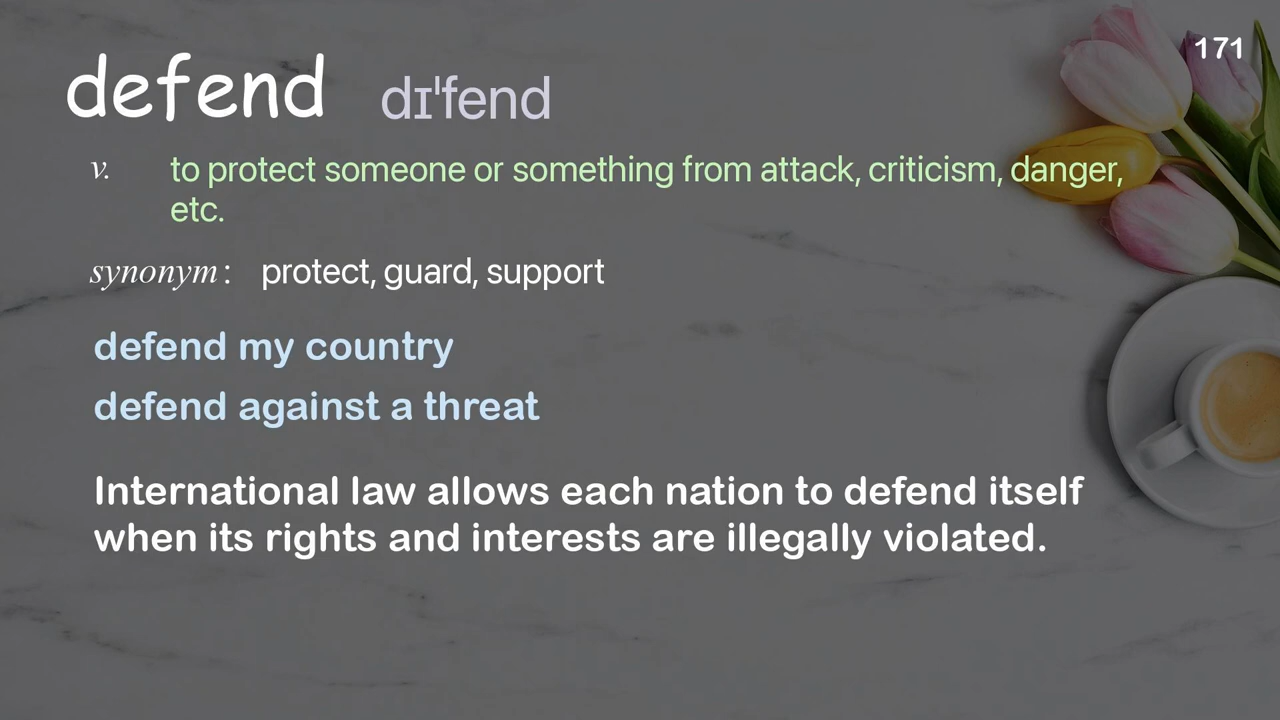 171
defend dɪˈfend
v. to protect someone or something from attack, criticism, danger,
etc.
synonym: protect, guard, support
defend my country
defend against a threat
International law allows each nation to defend itself
when its rights and interests are illegally violated.